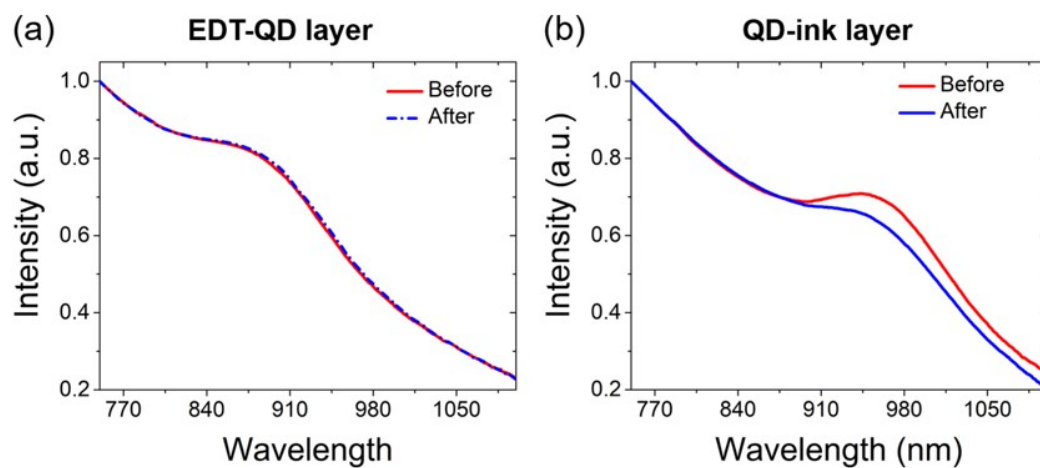 (a) EDT-QD layer
Before
After
1.0
0.8
0.6
0.4
0.2
Intensity (a.u.)
770 840 910 980 1050
Wavelength
(b) QD-ink layer
Before
After
1.0
0.8
0.6
0.4
0.2
Intensity (a.u.)
770 840 910 980 1050
Wavelength (nm)